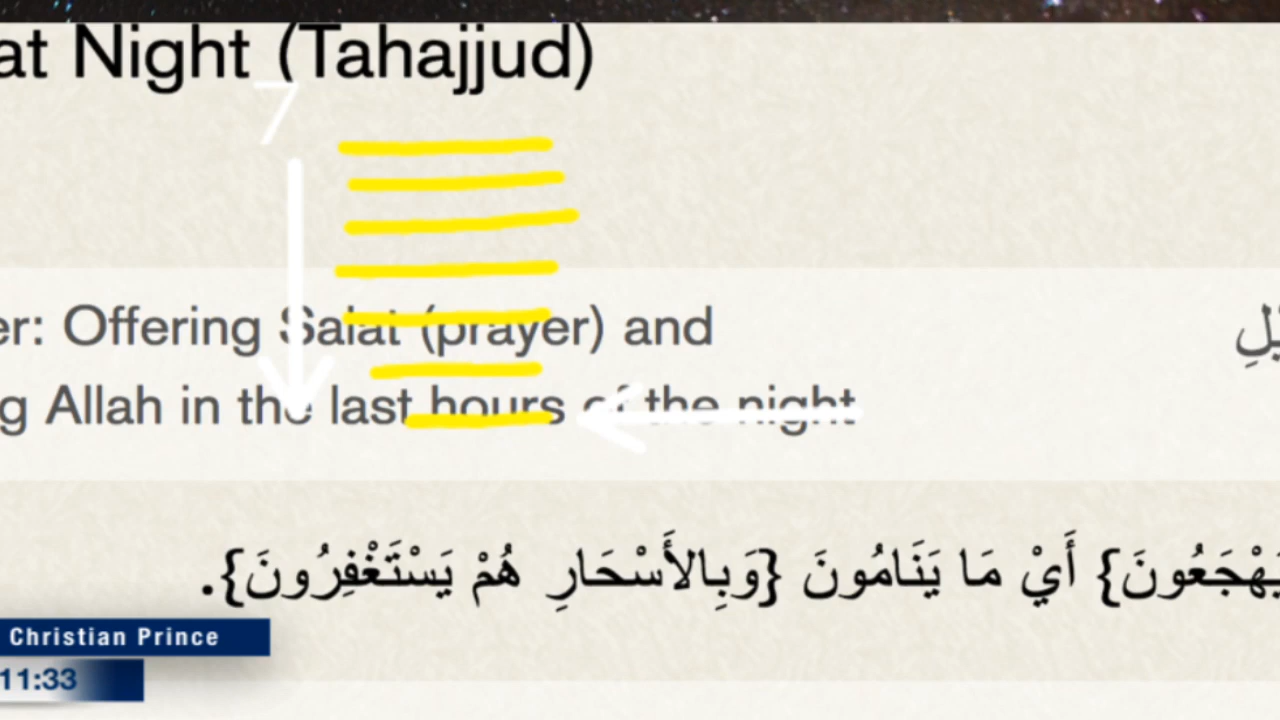 at Night (Tahajjud)
7
er: Offering Salat (prayer) and
يْلِ
g Allah in the last hours of the night
يَهْجَعُونَ} أَيْ مَا يَنَامُونَ {وَبِالأَسْحَارِ هُمْ يَسْتَغْفِرُونَ}.
Christian Prince
11:33